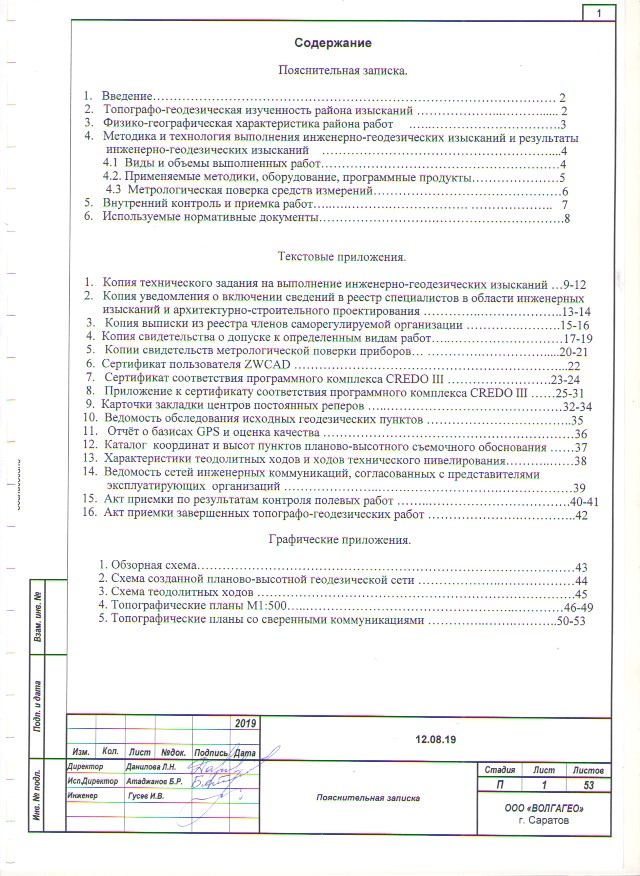 1
Содержание
Пояснительная записка.
1. Введение……………………………………………………………………… 2
2. Топографо-геодезическая изученность района изысканий ……………………..... 2
3. Физико-географическая характеристика района работ …..……………………3
4. Методика и технология выполнения инженерно-геодезических изысканий и результаты
инженерно-геодезических изысканий ………………………………………...4
4.1 Виды и объемы выполненных работ……………………………………4
4.2. Применяемые методики, оборудование, программные продукты……………5
4.3 Метрологическая поверка средств измерений……………………………6
5. Внутренний контроль и приемка работ…..………………… ………………….. 7
6. Используемые нормативные документы…………………………………………8
Текстовые приложения.
1. Копия технического задания на выполнение инженерно-геодезических изысканий …9-12
2. Копия уведомления о включении сведений в реестр специалистов в области инженерных
изысканий и архитектурно-строительного проектирования ……………………13-14
3. Копия выписки из реестра членов саморегулируемой организации ……………15-16
4. Копия свидетельства о допуске к определенным видам работ…………………17-19
5. Копии свидетельств метрологической поверки приборов… …………………...20-21
6. Сертификат пользователя ZWCAD ………………………………………………22
7. Сертификат соответствия программного комплекса CREDO III ………………23-24
8. Приложение к сертификату соответствия программного комплекса CREDO III ……25-31
9. Карточки закладки центров постоянных реперов ………………………………32-34
10. Ведомость обследования исходных геодезических пунктов ……………………35
11. Отчёт о базисах GPS и оценка качества …………………………………………36
12. Каталог координат и высот пунктов планово-высотного съемочного обоснования ……37
13. Характеристики теодолитных ходов и ходов технического нивелирования……………38
14. Ведомость сетей инженерных коммуникаций, согласованных с представителями
эксплуатирующих организаций ……………………………………………39
15. Акт приемки по результатам контроля полевых работ …………………………40-41
16. Акт приемки завершенных топографо-геодезических работ ……………………42
Графические приложения.
1. Обзорная схема………………………………………………………………43
2. Схема созданной планово-высотной геодезической сети ………………………44
3. Схема теодолитных ходов ……………………………………………………45
4. Топографические планы М1:500……………………………………………46-49
5. Топографические планы со сверенными коммуникациями ……………………50-53
Взам. инв. №
Подп. и дата
Инв. № подл.
2019
12.08.19
Изм. Кол. Лист №док. Подпись Дата
Директор Данилова Л.Н.
Исп.Директор Атаджанов Б.Р.
Инженер Гусев И.В.
Пояснительная записка
Стадия Лист Листов
П 1 53
ООО «ВОЛГАГЕО»
г. Саратов